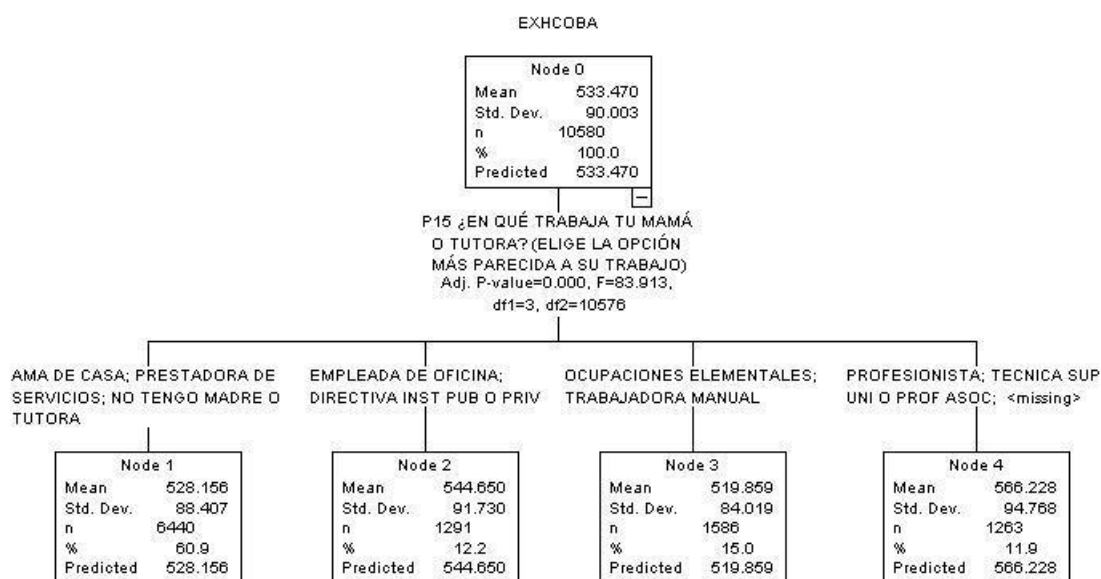 EXHCOBA
Node 0
Mean 533.470
Std. Dev. 90.003
n 10580
% 100.0
Predicted 533.470
P15 ¿EN QUÉ TRABAJA TU MAMÁ
O TUTORA? (ELIGE LA OPCIÓN
MÁS PARECIDA A SU TRABAJO)
Adj. P-value=0.000, F=83.913,
df1=3, df2=10576
AMA DE CASA; PRESTADORA DE
SERVICIOS; NO TENGO MADRE O
TUTORA
Node 1
Mean 528.156
Std. Dev. 88.407
n 6440
% 60.9
Predicted 528.156
EMPLEADA DE OFICINA;
DIRECTIVA INST PUB O PRIV
Node 2
Mean 544.650
Std. Dev. 91.730
n 1291
% 12.2
Predicted 544.650
OCUPACIONES ELEMENTALES;
TRABAJADORA MANUAL
Node 3
Mean 519.859
Std. Dev. 84.019
n 1586
% 15.0
Predicted 519.859
PROFESIONISTA; TECNICA SUP
UNI O PROF ASOC; <missing>
Node 4
Mean 566.228
Std. Dev. 94.768
n 1263
% 11.9
Predicted 566.228